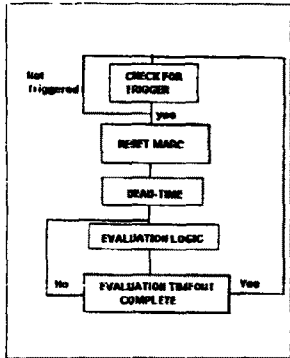 Not
Triggered
CHECK FOR
TRIGGER
yes
RESET MARC
DEAD-TIME
EVALUATION LOGIC
No
Yes
EVALUATION TIMEOUT
COMPLETE